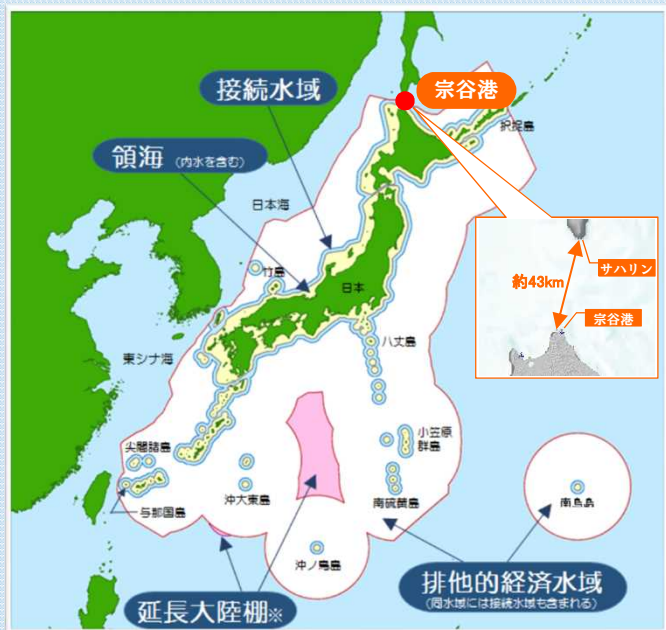 宗谷港
接続水域
択捉島
領海 (内水を含む)
日本海
サハリン
竹島
約43km
日本
宗谷港
八丈島
東シナ海
小笠原
群島
尖閣諸島
沖大東島
南硫黄島
南鳥島
与那国島
沖ノ鳥島
排他的経済水域
(同水域には接続水域も含まれる)
延長大陸棚※